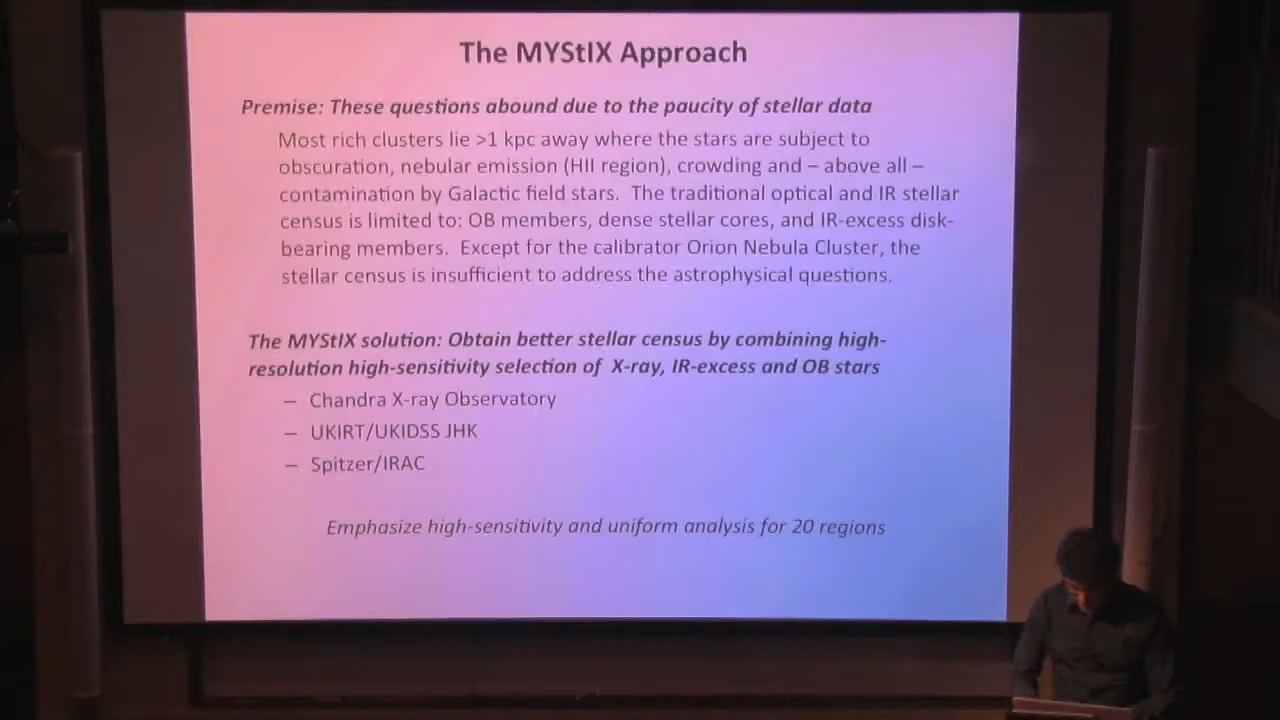 The MYStIX Approach
Premise: These questions abound due to the paucity of stellar data
Most rich clusters lie >1 kpc away where the stars are subject to
obscuration, nebular emission (HII region), crowding and – above all –
contamination by Galactic field stars. The traditional optical and IR stellar
census is limited to: OB members, dense stellar cores, and IR-excess disk-
bearing members. Except for the calibrator Orion Nebula Cluster, the
stellar census is insufficient to address the astrophysical questions.
The MYStIX solution: Obtain better stellar census by combining high-
resolution high-sensitivity selection of X-ray, IR-excess and OB stars
– Chandra X-ray Observatory
– UKIRT/UKIDSS JHK
– Spitzer/IRAC
Emphasize high-sensitivity and uniform analysis for 20 regions